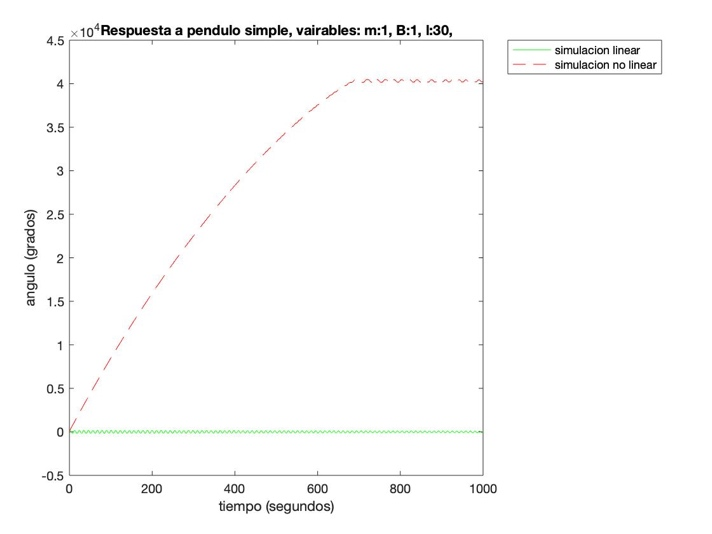 ×10⁴
Respuesta a pendulo simple, vairables: m:1, B:1, l:30,
simulacion linear
simulacion no linear
4.5
4
3.5
3
2.5
2
1.5
1
0.5
0
-0.5
angulo (grados)
0 200 400 600 800 1000
tiempo (segundos)